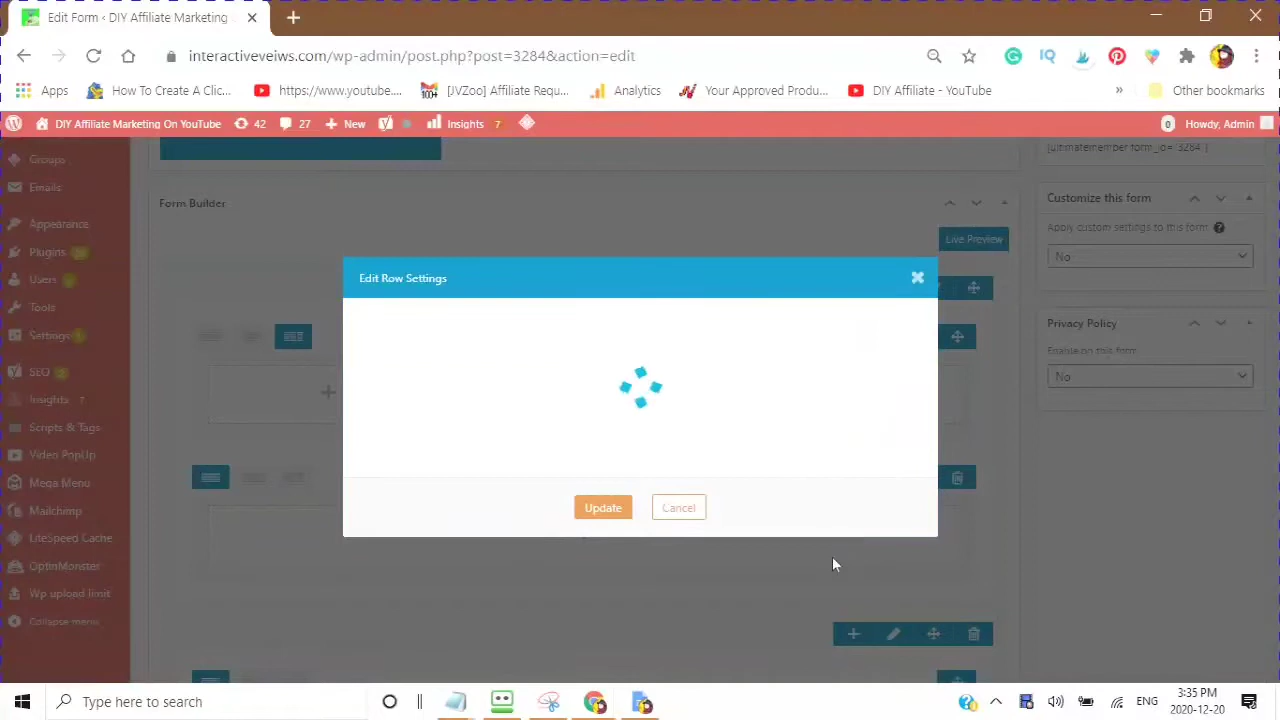 Edit Form ‹ DIY Affiliate Marketing
interactiveveiws.com/wp-admin/post.php?post=3284&action=edit
Apps
How To Create A Clic...
https://www.youtube....
[JVZoo] Affiliate Requ...
Analytics
Your Approved Produ...
DIY Affiliate - YouTube
»
Other bookmarks
DIY Affiliate Marketing On YouTube
42
27
New
Insights 7
0
Howdy, Admin
Groups
Emails
Appearance
Plugins
Users
Tools
Settings
SEO
Insights 7
Scripts & Tags
Video PopUp
Mega Menu
Mailchimp
LiteSpeed Cache
OptinMonster
Wp upload limit
Collapse menu
Form Builder
Live Preview
Edit Row Settings
Update
Cancel
[ultimatemember form_id="3284"]
Customize this form
Apply custom settings to this form
No
Privacy Policy
Enable on this form
No
Type here to search
ENG
3:35 PM
2020-12-20